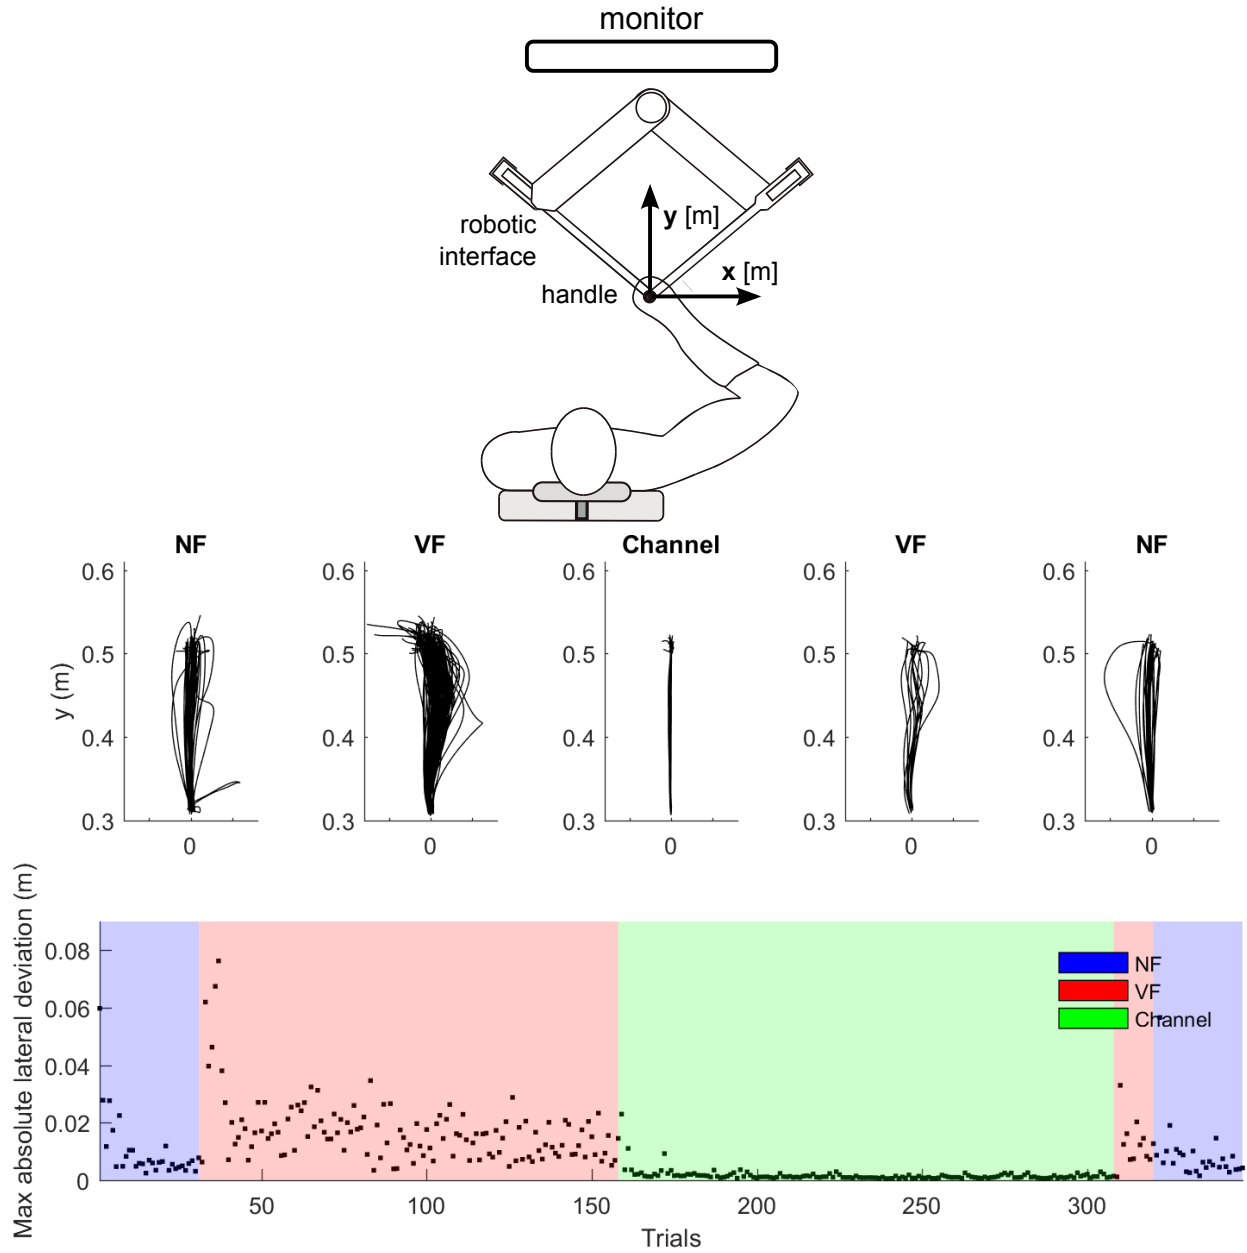 monitor
y [m]
robotic
interface
x [m]
handle
NF
VF
Channel
VF
NF
0.6
0.6
0.6
0.6
0.6
0.5
0.5
0.5
0.5
0.5
y (m)
0.4
0.4
0.4
0.4
0.4
0.3
0.3
0.3
0.3
0.3
0
0
0
0
0
Max absolute lateral deviation (m)
0.08
0.06
0.04
0.02
0
NF
VF
Channel
50
100
150
200
250
300
Trials